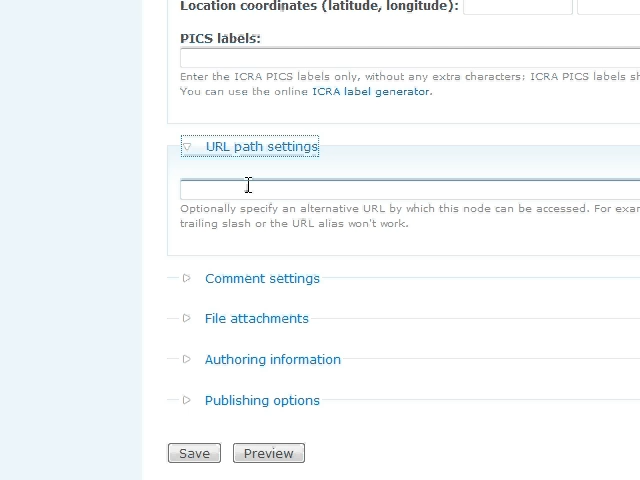 Location coordinates (latitude, longitude):
PICS labels:
Enter the ICRA PICS labels only, without any extra characters; ICRA PICS labels
You can use the online ICRA label generator.
URL path settings
Optionally specify an alternative URL by which this node can be accessed. For
trailing slash or the URL alias won't work.
Comment settings
File attachments
Authoring information
Publishing options
Save Preview